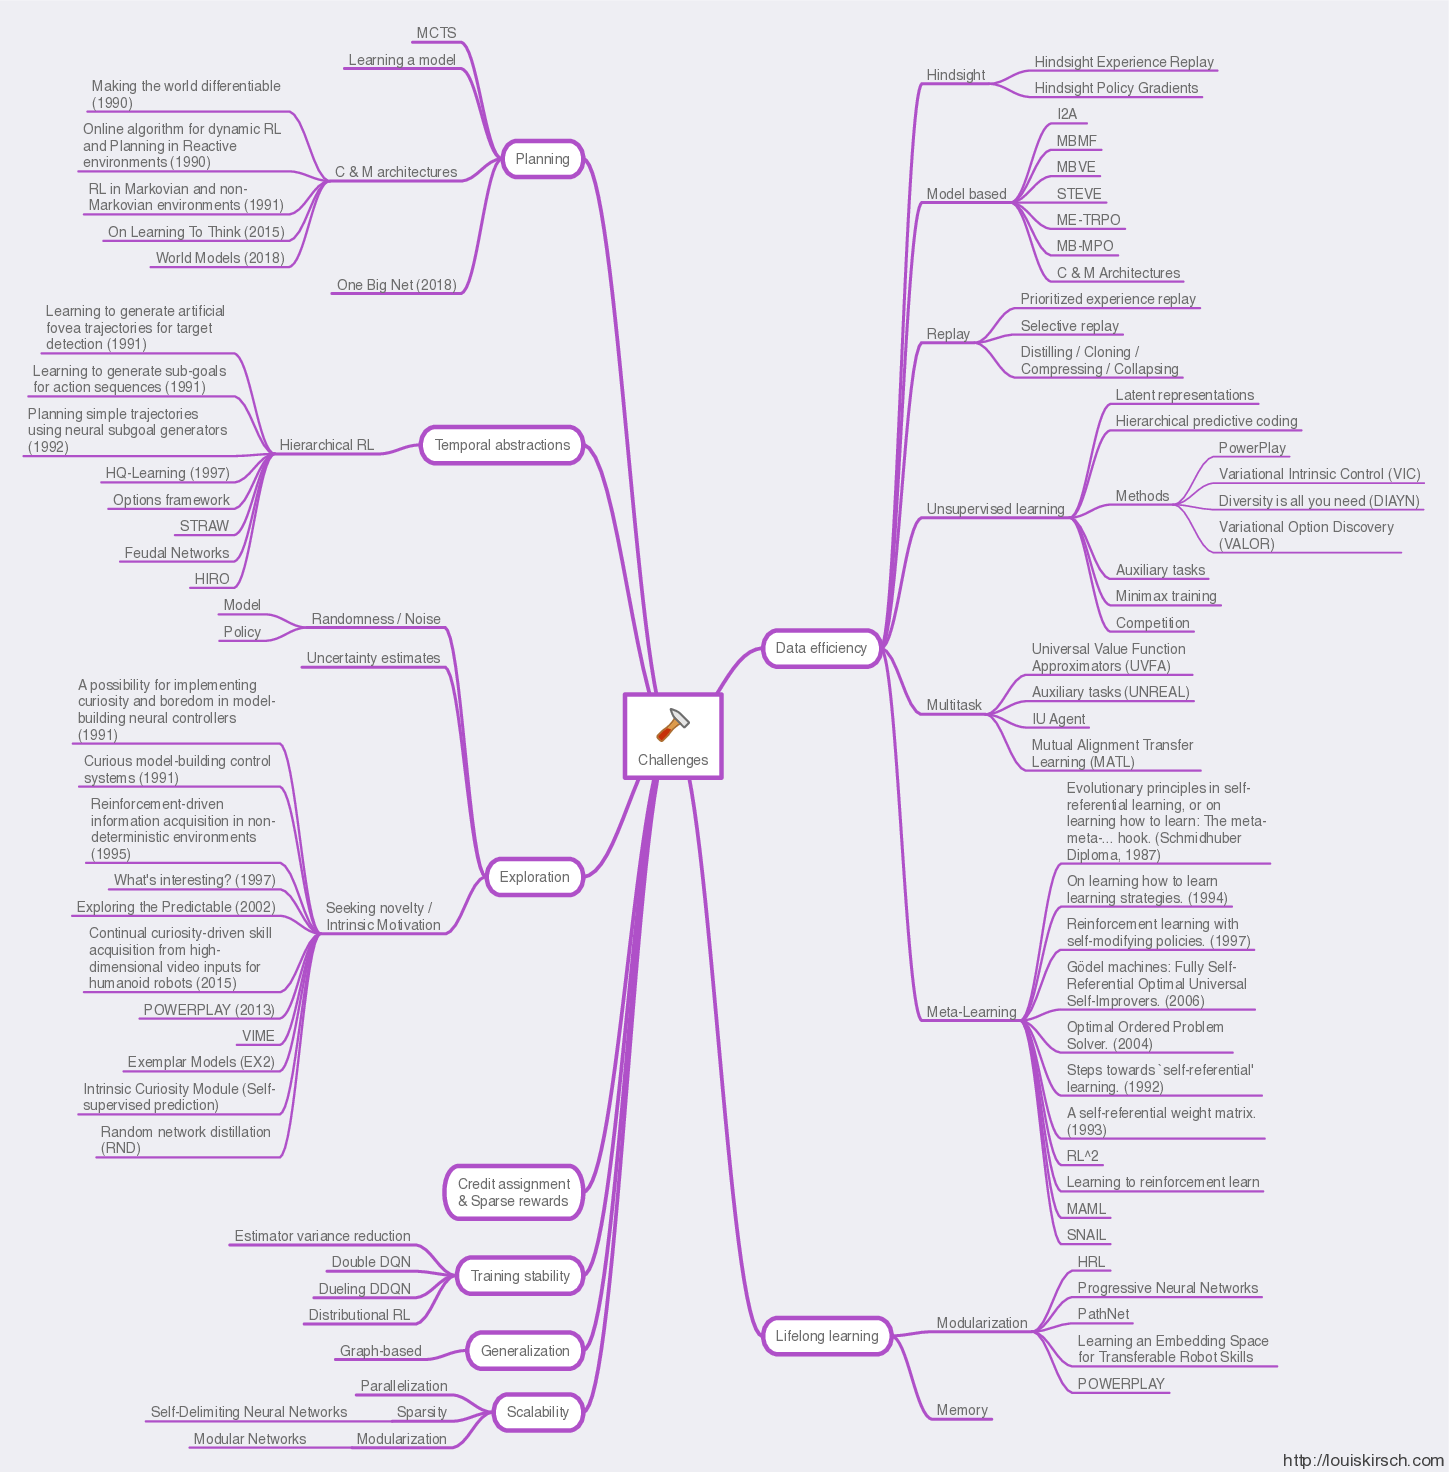 MCTS
Learning a model
Making the world differentiable
(1990)
Online algorithm for dynamic RL
and Planning in Reactive
environments (1990)
RL in Markovian and non-
Markovian environments (1991)
On Learning To Think (2015)
World Models (2018)
C & M architectures
One Big Net (2018)
Planning
Learning to generate artificial
fovea trajectories for target
detection (1991)
Learning to generate sub-goals
for action sequences (1991)
Planning simple trajectories
using neural subgoal generators
(1992)
HQ-Learning (1997)
Options framework
STRAW
Feudal Networks
HIRO
Hierarchical RL
Temporal abstractions
Model
Policy
Randomness / Noise
Uncertainty estimates
A possibility for implementing
curiosity and boredom in model-
building neural controllers
(1991)
Curious model-building control
systems (1991)
Reinforcement-driven
information acquisition in non-
deterministic environments
(1995)
What's interesting? (1997)
Exploring the Predictable (2002)
Continual curiosity-driven skill
acquisition from high-
dimensional video inputs for
humanoid robots (2015)
POWERPLAY (2013)
VIME
Exemplar Models (EX2)
Intrinsic Curiosity Module (Self-
supervised prediction)
Random network distillation
(RND)
Seeking novelty /
Intrinsic Motivation
Exploration
Credit assignment
& Sparse rewards
Estimator variance reduction
Double DQN
Dueling DDQN
Distributional RL
Training stability
Graph-based
Generalization
Parallelization
Self-Delimiting Neural Networks
Sparsity
Modular Networks
Modularization
Scalability
Challenges
Data efficiency
Hindsight
Hindsight Experience Replay
Hindsight Policy Gradients
Model based
I2A
MBMF
MBVE
STEVE
ME-TRPO
MB-MPO
C & M Architectures
Replay
Prioritized experience replay
Selective replay
Distilling / Cloning /
Compressing / Collapsing
Unsupervised learning
Latent representations
Hierarchical predictive coding
Methods
PowerPlay
Variational Intrinsic Control (VIC)
Diversity is all you need (DIAYN)
Variational Option Discovery
(VALOR)
Auxiliary tasks
Minimax training
Competition
Multitask
Universal Value Function
Approximators (UVFA)
Auxiliary tasks (UNREAL)
IU Agent
Mutual Alignment Transfer
Learning (MATL)
Meta-Learning
Evolutionary principles in self-
referential learning, or on
learning how to learn: The meta-
meta-... hook. (Schmidhuber
Diploma, 1987)
On learning how to learn
learning strategies. (1994)
Reinforcement learning with
self-modifying policies. (1997)
Gödel machines: Fully Self-
Referential Optimal Universal
Self-Improvers. (2006)
Optimal Ordered Problem
Solver. (2004)
Steps towards `self-referential'
learning. (1992)
A self-referential weight matrix.
(1993)
RL^2
Learning to reinforcement learn
MAML
SNAIL
Lifelong learning
Modularization
HRL
Progressive Neural Networks
PathNet
Learning an Embedding Space
for Transferable Robot Skills
POWERPLAY
Memory
http://louiskirsch.com